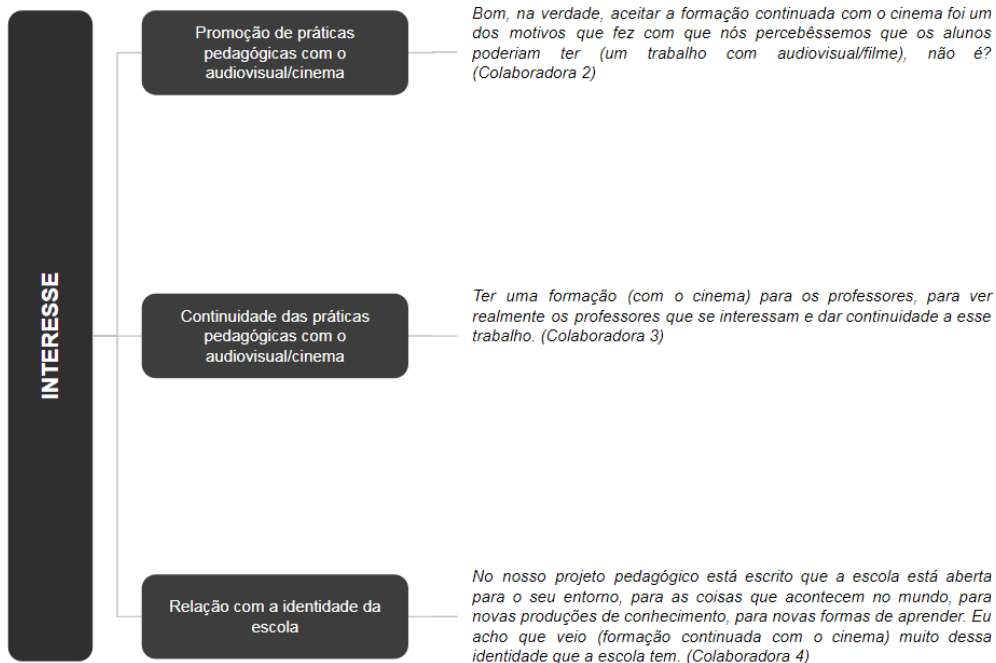 INTERESSE
Promoção de práticas
pedagógicas com o
audiovisual/cinema
Bom, na verdade, aceitar a formação continuada com o cinema foi um
dos motivos que fez com que nós percebêssemos que os alunos
poderiam ter (um trabalho com audiovisual/filme), não é?
(Colaboradora 2)
Continuidade das práticas
pedagógicas com o
audiovisual/cinema
Ter uma formação (com o cinema) para os professores, para ver
realmente os professores que se interessam e dar continuidade a esse
trabalho. (Colaboradora 3)
Relação com a identidade da
escola
No nosso projeto pedagógico está escrito que a escola está aberta
para o seu entorno, para as coisas que acontecem no mundo, para
novas produções de conhecimento, para novas formas de aprender. Eu
acho que veio (formação continuada com o cinema) muito dessa
identidade que a escola tem. (Colaboradora 4)